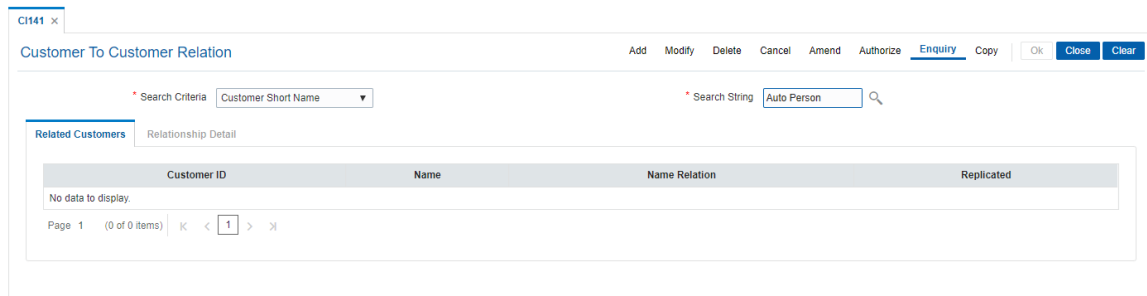 CI141 ×
Customer To Customer Relation Add Modify Delete Cancel Amend Authorize Enquiry Copy Ok Close Clear
* Search Criteria Customer Short Name * Search String Auto Person
Related Customers Relationship Detail
Customer ID Name Name Relation Replicated
No data to display.
Page 1 (0 of 0 items) 1